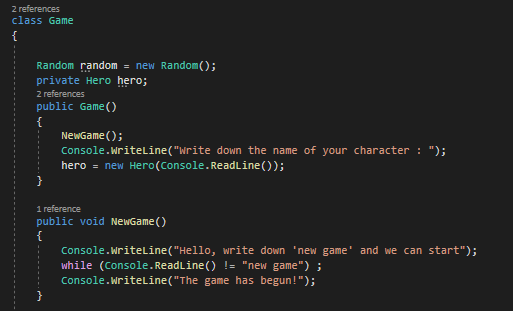 2 references
class Game
{
Random random = new Random();
private Hero hero;
2 references
public Game()
{
NewGame();
Console.WriteLine("Write down the name of your character : ");
hero = new Hero(Console.ReadLine());
}
1 reference
public void NewGame()
{
Console.WriteLine("Hello, write down 'new game' and we can start");
while (Console.ReadLine() != "new game") ;
Console.WriteLine("The game has begun!");
}